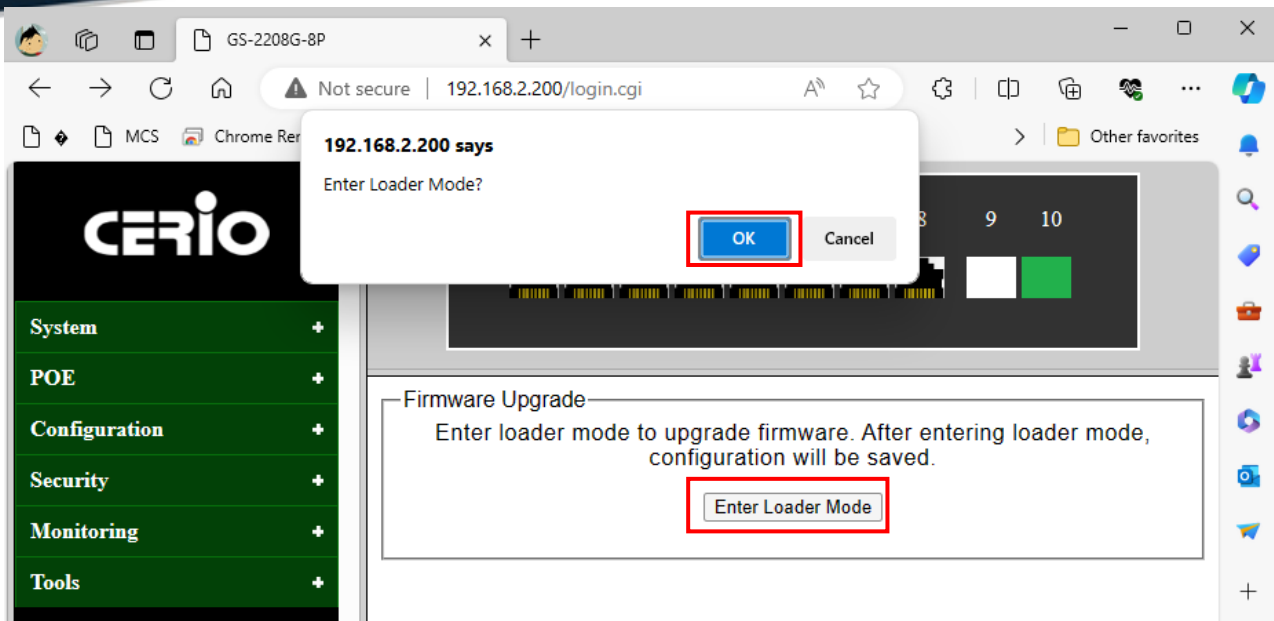 GS-2208G-8P
Not secure
192.168.2.200/login.cgi
MCS
Other favorites
192.168.2.200 says
Enter Loader Mode?
OK
Cancel
CERIO
8
9
10
System
POE
Configuration
Security
Monitoring
Tools
Firmware Upgrade
Enter loader mode to upgrade firmware. After entering loader mode,
configuration will be saved.
Enter Loader Mode